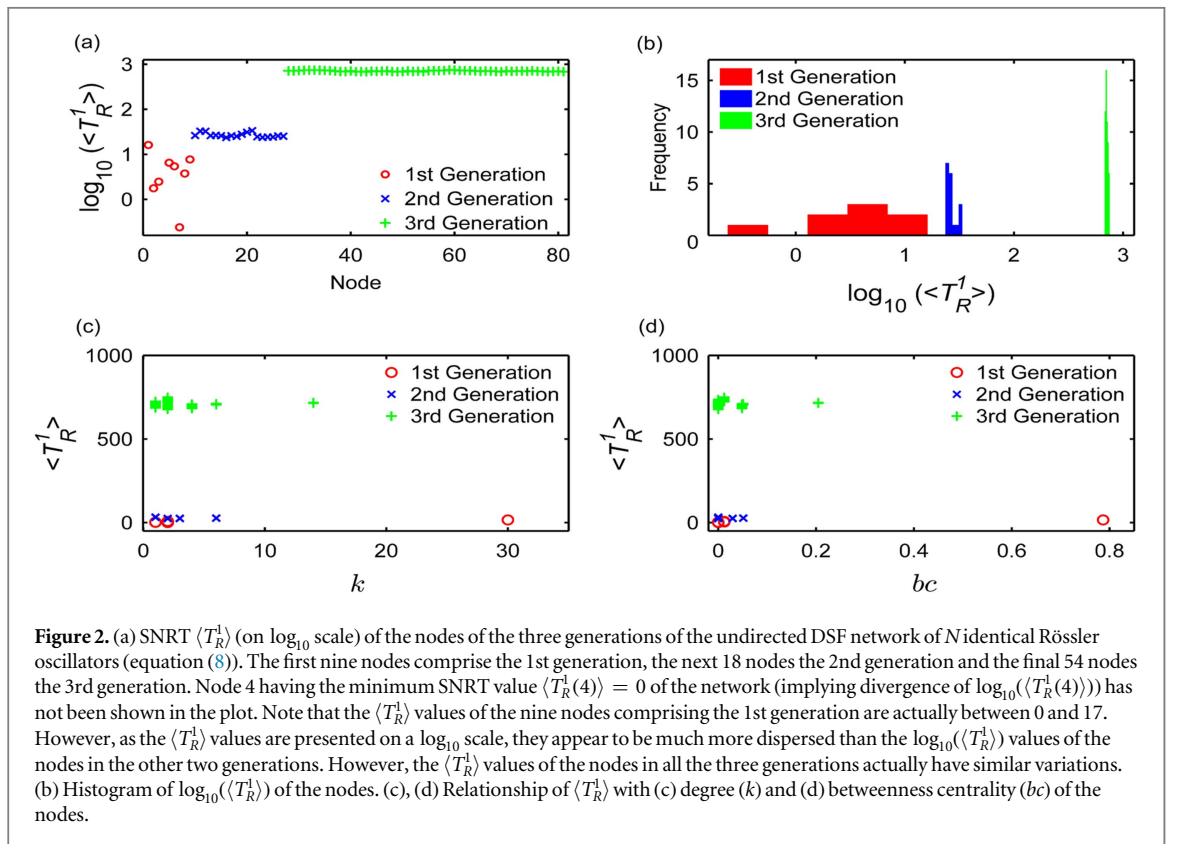 (a)
3
2
1
0
log10 (<T_R^1>)
0
20
40
60
80
Node
1st Generation
2nd Generation
3rd Generation
(b)
15
10
5
0
Frequency
0
1
2
3
log10 (<T_R^1>)
1st Generation
2nd Generation
3rd Generation
(c)
1000
500
0
<T_R^1>
0
10
20
30
k
1st Generation
2nd Generation
3rd Generation
(d)
1000
500
0
<T_R^1>
0
0.2
0.4
0.6
0.8
bc
1st Generation
2nd Generation
3rd Generation
Figure 2. (a) SNRT ⟨T_R^1⟩ (on log10 scale) of the nodes of the three generations of the undirected DSF network of N identical Rössler
oscillators (equation (8)). The first nine nodes comprise the 1st generation, the next 18 nodes the 2nd generation and the final 54 nodes
the 3rd generation. Node 4 having the minimum SNRT value ⟨T_R^1(4)⟩ = 0 of the network (implying divergence of log10(⟨T_R^1(4)⟩)) has
not been shown in the plot. Note that the ⟨T_R^1⟩ values of the nine nodes comprising the 1st generation are actually between 0 and 17.
However, as the ⟨T_R^1⟩ values are presented on a log10 scale, they appear to be much more dispersed than the log10(⟨T_R^1⟩) values of the
nodes in the other two generations. However, the ⟨T_R^1⟩ values of the nodes in all the three generations actually have similar variations.
(b) Histogram of log10(⟨T_R^1⟩) of the nodes. (c), (d) Relationship of ⟨T_R^1⟩ with (c) degree (k) and (d) betweenness centrality (bc) of the
nodes.